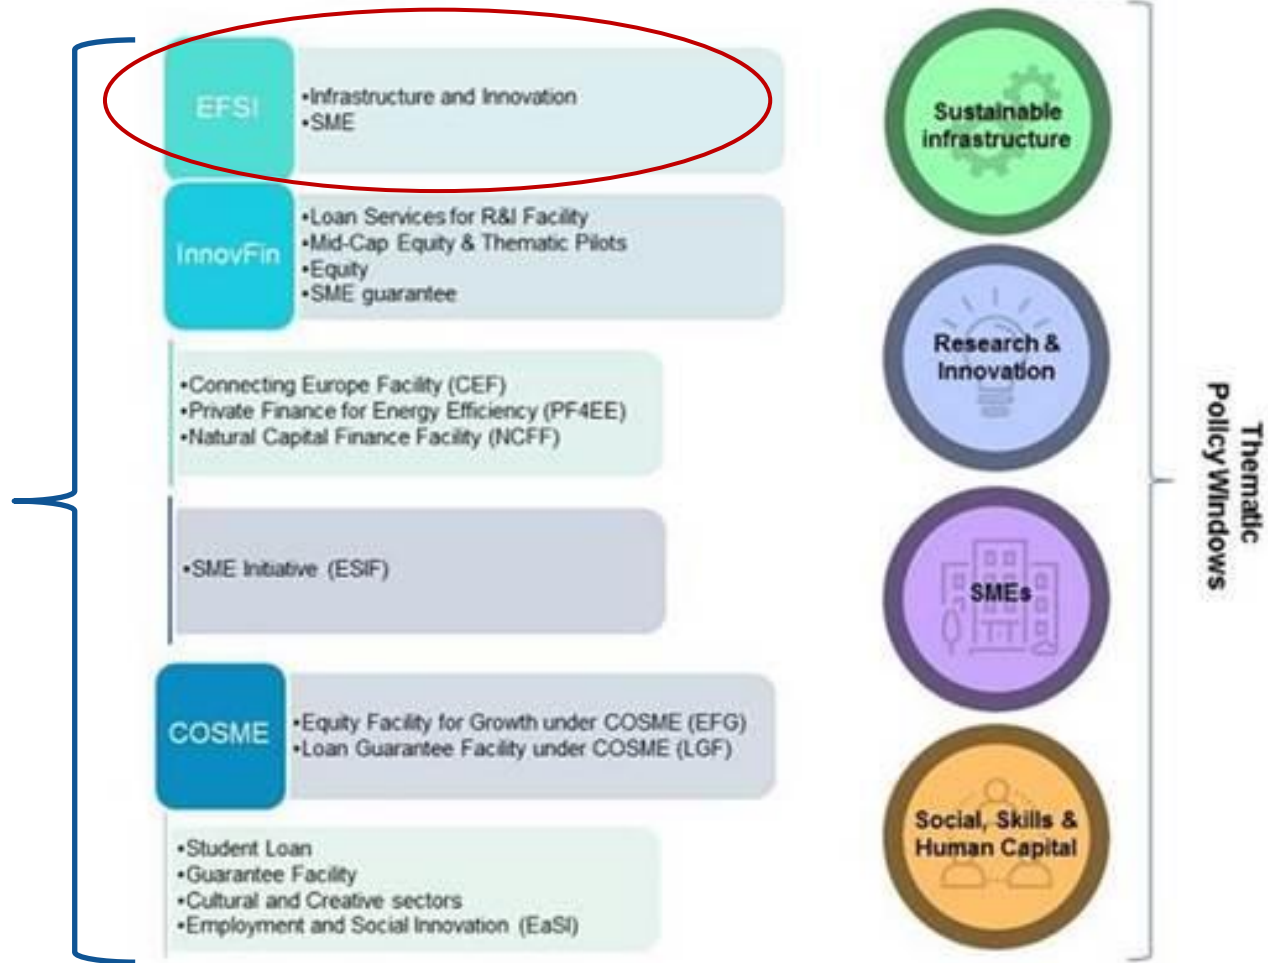 EFSI
•Infrastructure and Innovation
•SME
InnovFin
•Loan Services for R&I Facility
•Mid-Cap Equity & Thematic Pilots
•Equity
•SME guarantee
•Connecting Europe Facility (CEF)
•Private Finance for Energy Efficiency (PF4EE)
•Natural Capital Finance Facility (NCFF)
•SME Initiative (ESIF)
COSME
•Equity Facility for Growth under COSME (EFG)
•Loan Guarantee Facility under COSME (LGF)
•Student Loan
•Guarantee Facility
•Cultural and Creative sectors
•Employment and Social Innovation (EaSI)
Sustainable
infrastructure
Research &
Innovation
SMEs
Social, Skills &
Human Capital
Thematic
Policy Windows